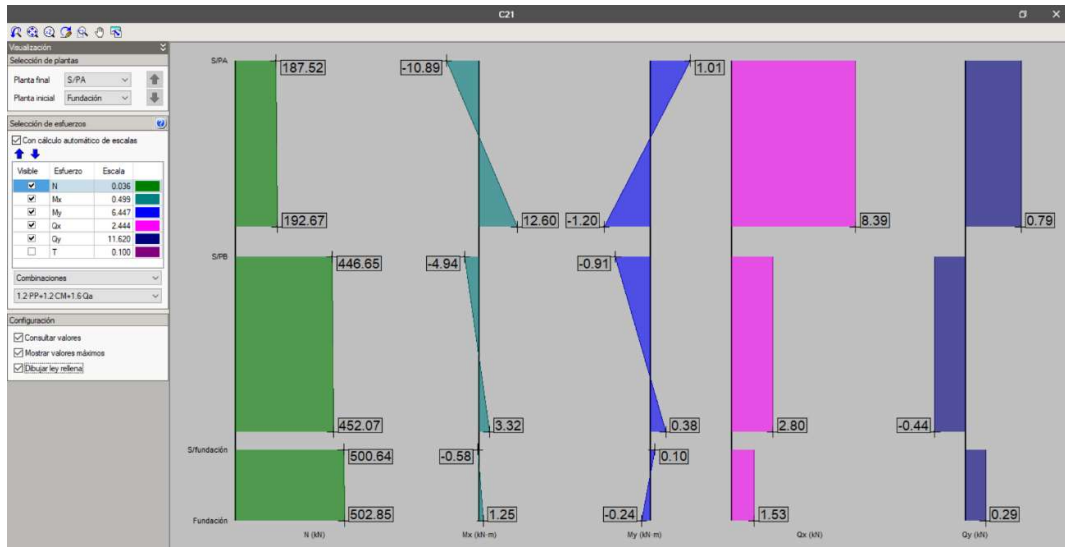 C21
Visualización
Selección de plantas
Planta final S/PA
Planta inicial Fundación
Selección de esfuerzos
Con cálculo automático de escalas
Visible Esfuerzo Escala
N 0.036
Mx 0.499
My 6.447
Qx 2.444
Qy 11.620
T 0.100
Combinaciones
1.2·PP+1.2·CM+1.6·Qa
Configuración
Consultar valores
Mostrar valores máximos
Dibujar ley rellena
S/PA 187.52 -10.89 1.01
192.67 12.60 -1.20 8.39 0.79
S/PB 446.65 -4.94 -0.91
452.07 3.32 0.38 2.80 -0.44
S/fundación 500.64 -0.58 0.10
Fundación 502.85 1.25 -0.24 1.53 0.29
N (kN) Mx (kN·m) My (kN·m) Qx (kN) Qy (kN)